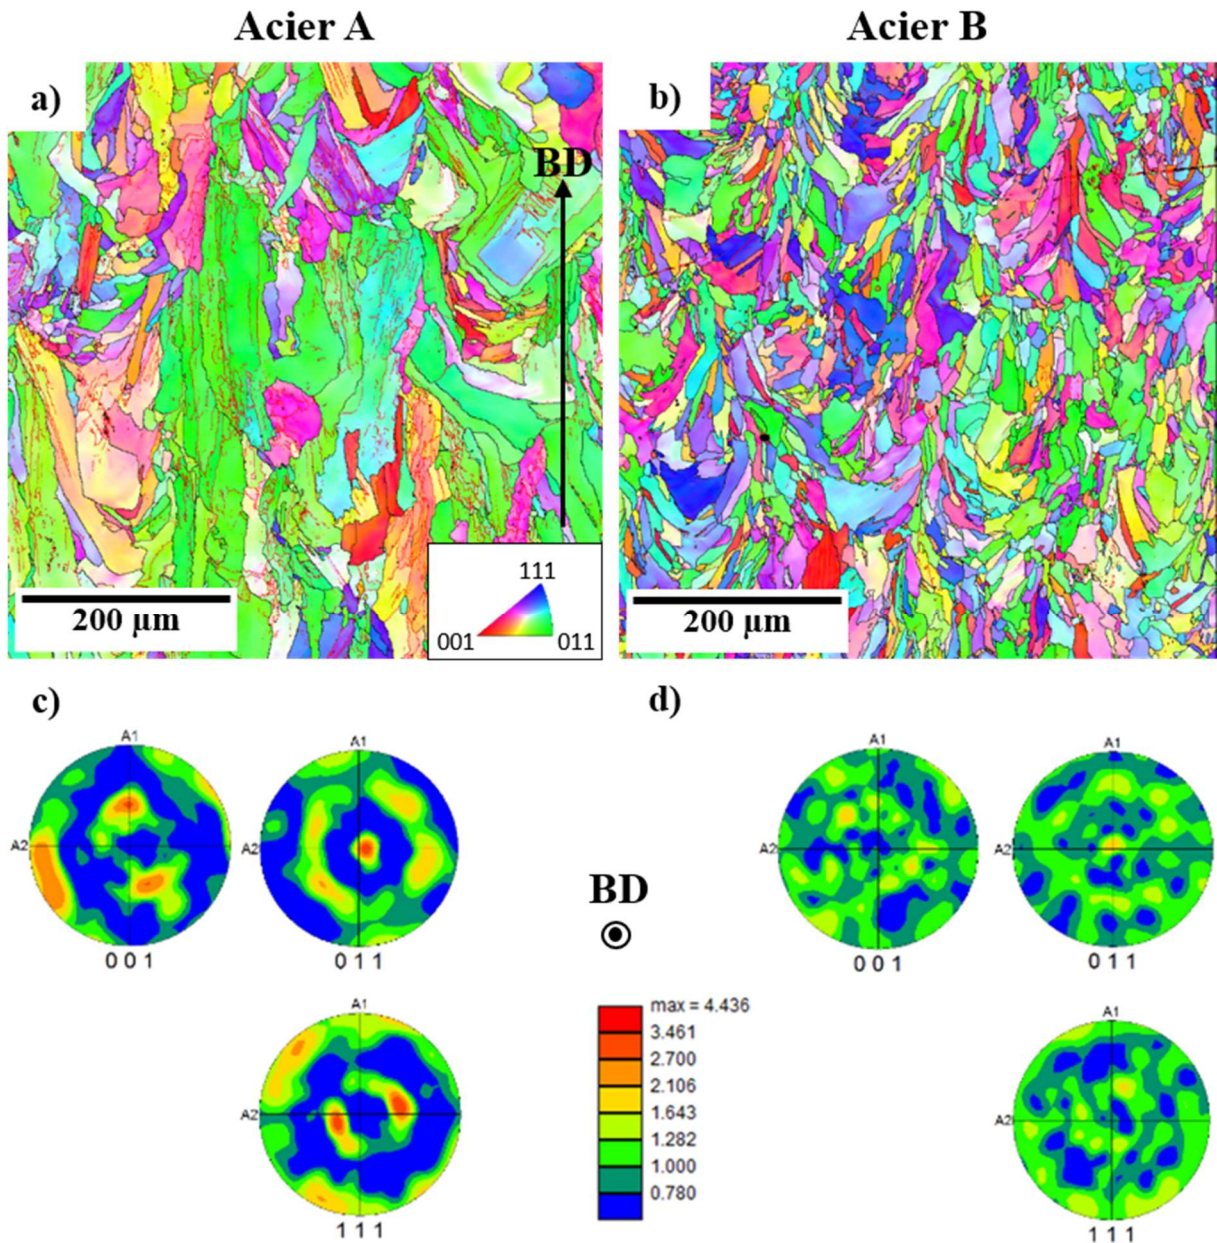 Acier A
Acier B
a)
b)
BD
111
001
011
200 µm
200 µm
c)
d)
A1
A1
A1
A1
A2
A2
A2
A2
0 0 1
0 1 1
BD
0 0 1
0 1 1
A1
A1
max = 4.436
3.461
2.700
2.106
1.643
1.282
1.000
0.780
A2
A2
1 1 1
1 1 1